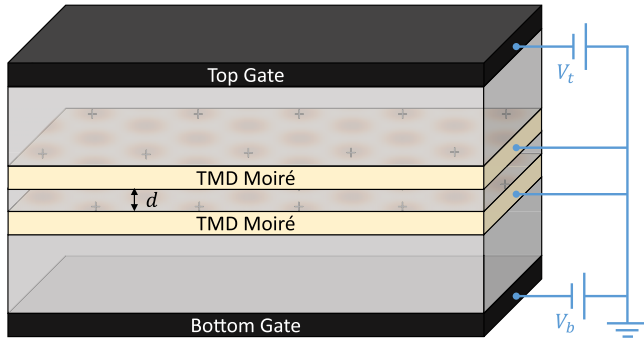 Top Gate
V_t
TMD Moiré
d
TMD Moiré
V_b
Bottom Gate